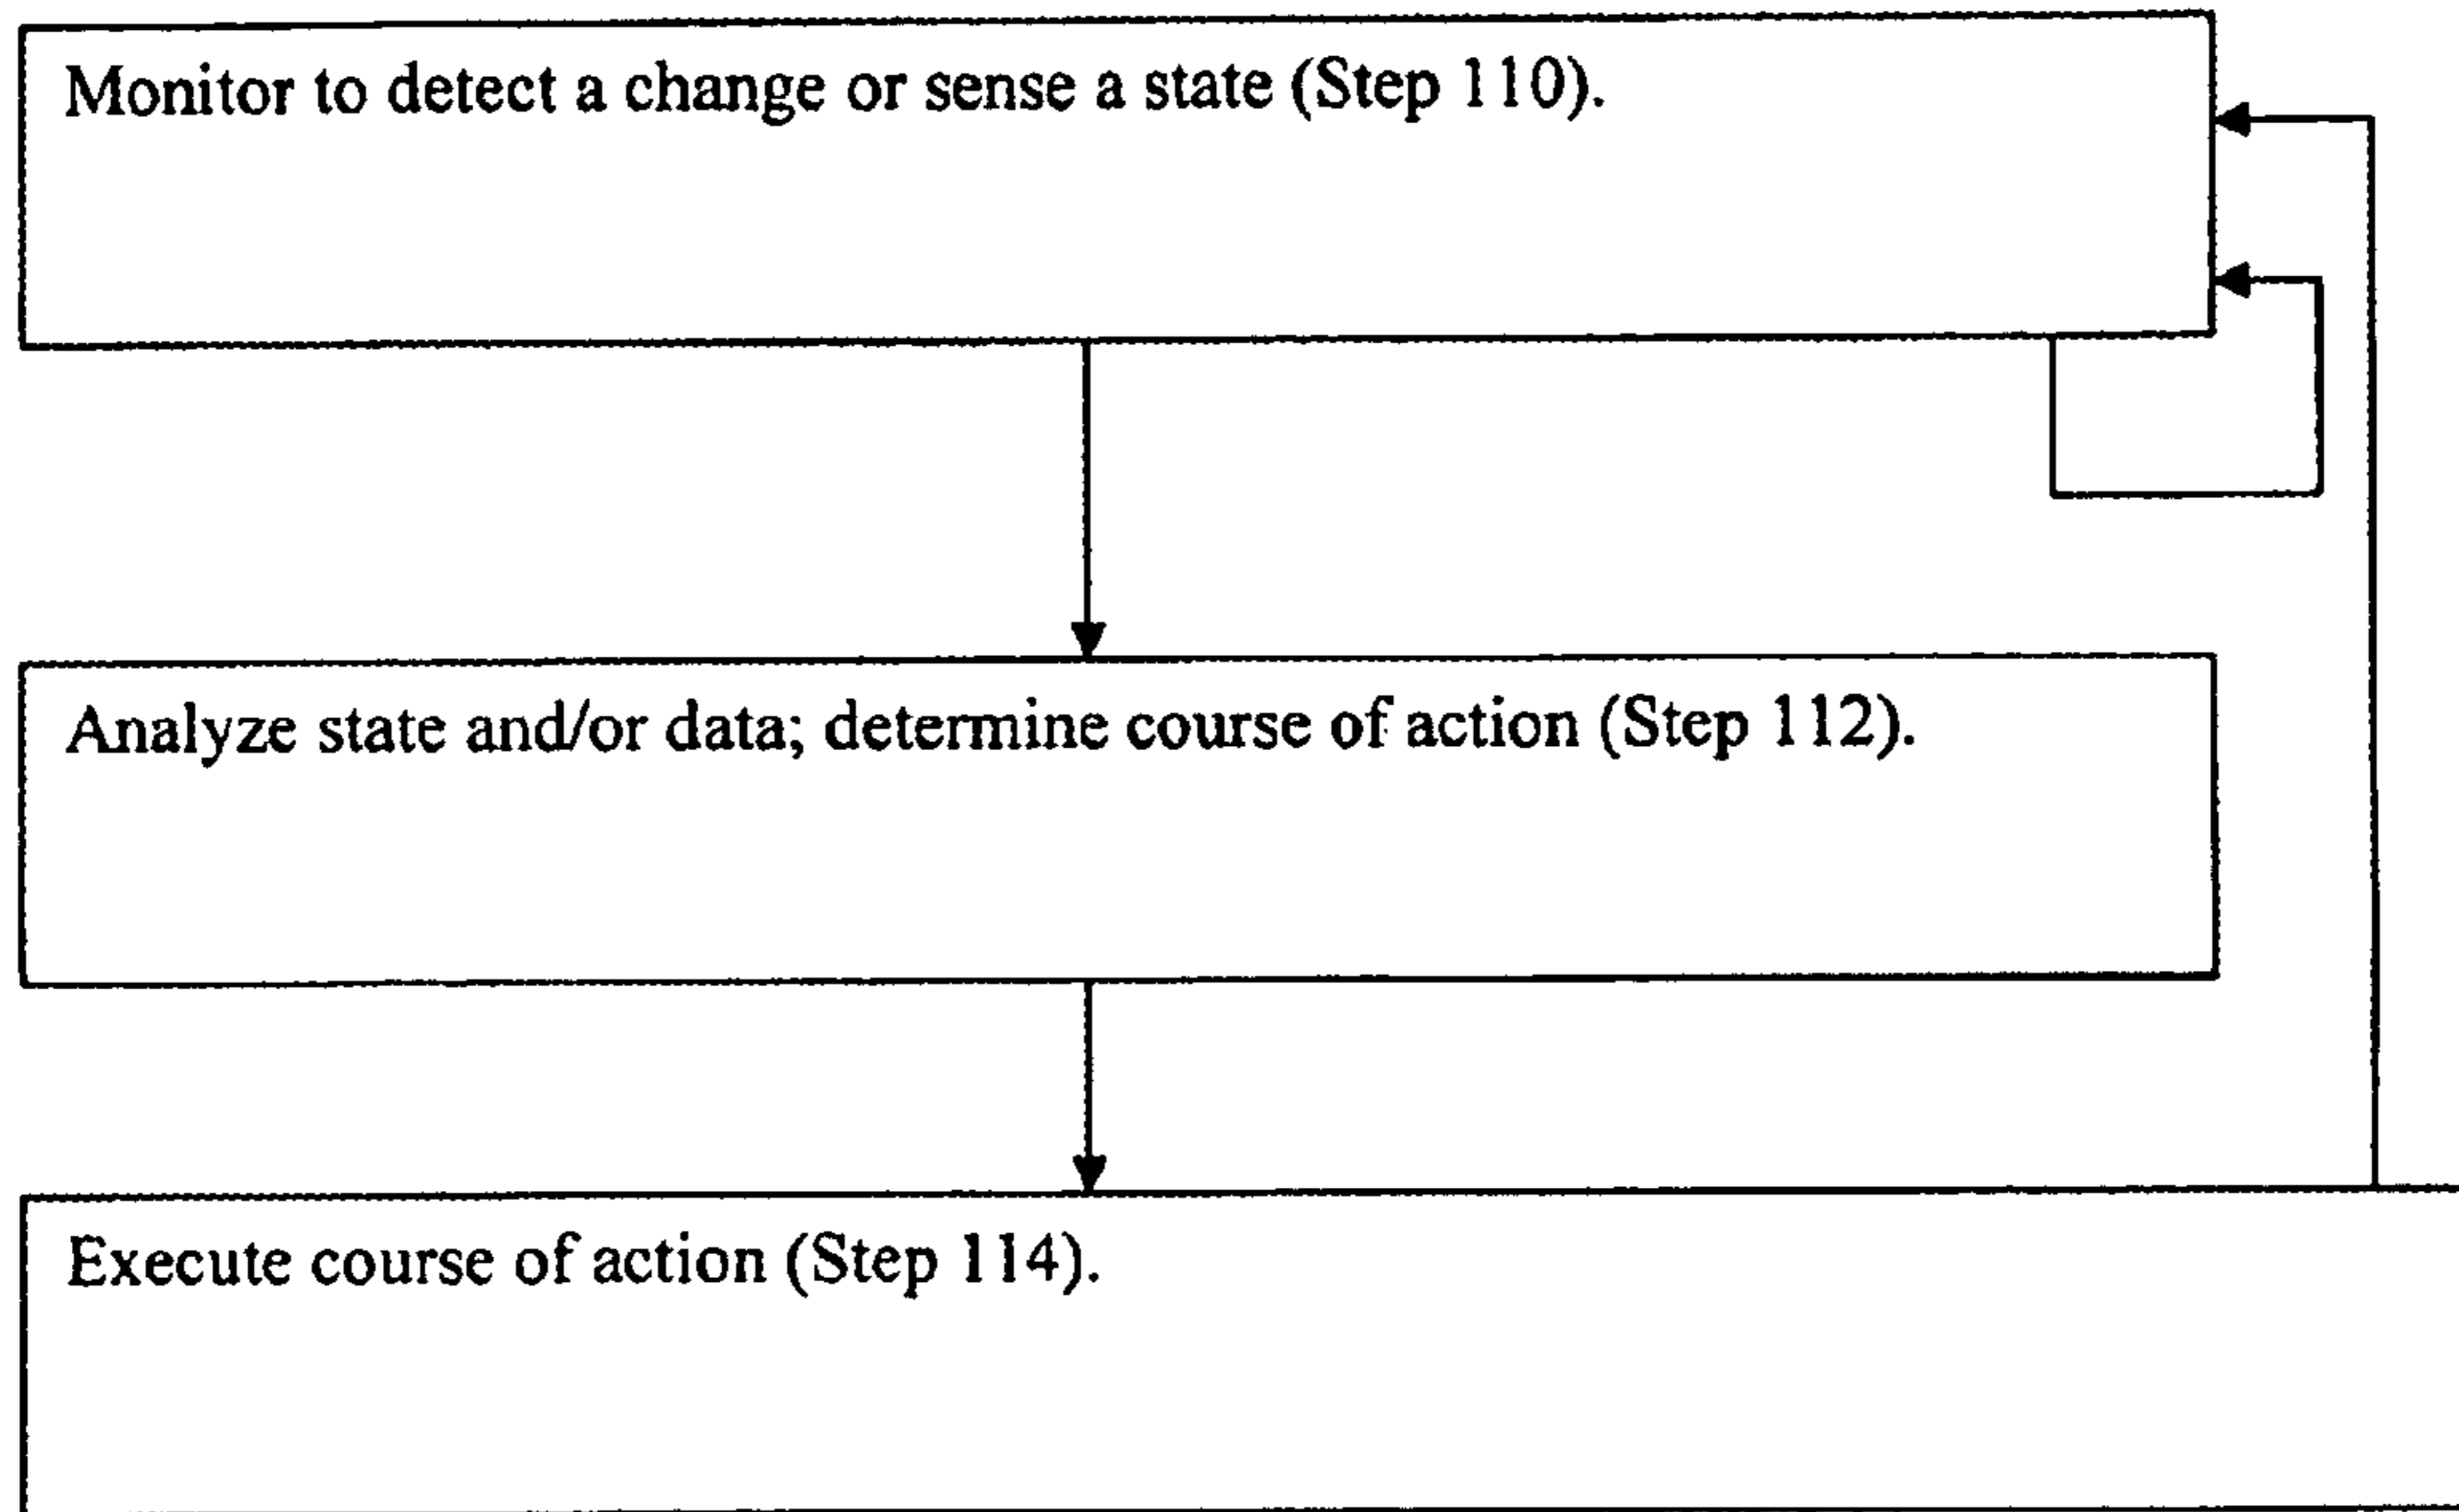 Monitor to detect a change or sense a state (Step 110).
Analyze state and/or data; determine course of action (Step 112).
Execute course of action (Step 114).